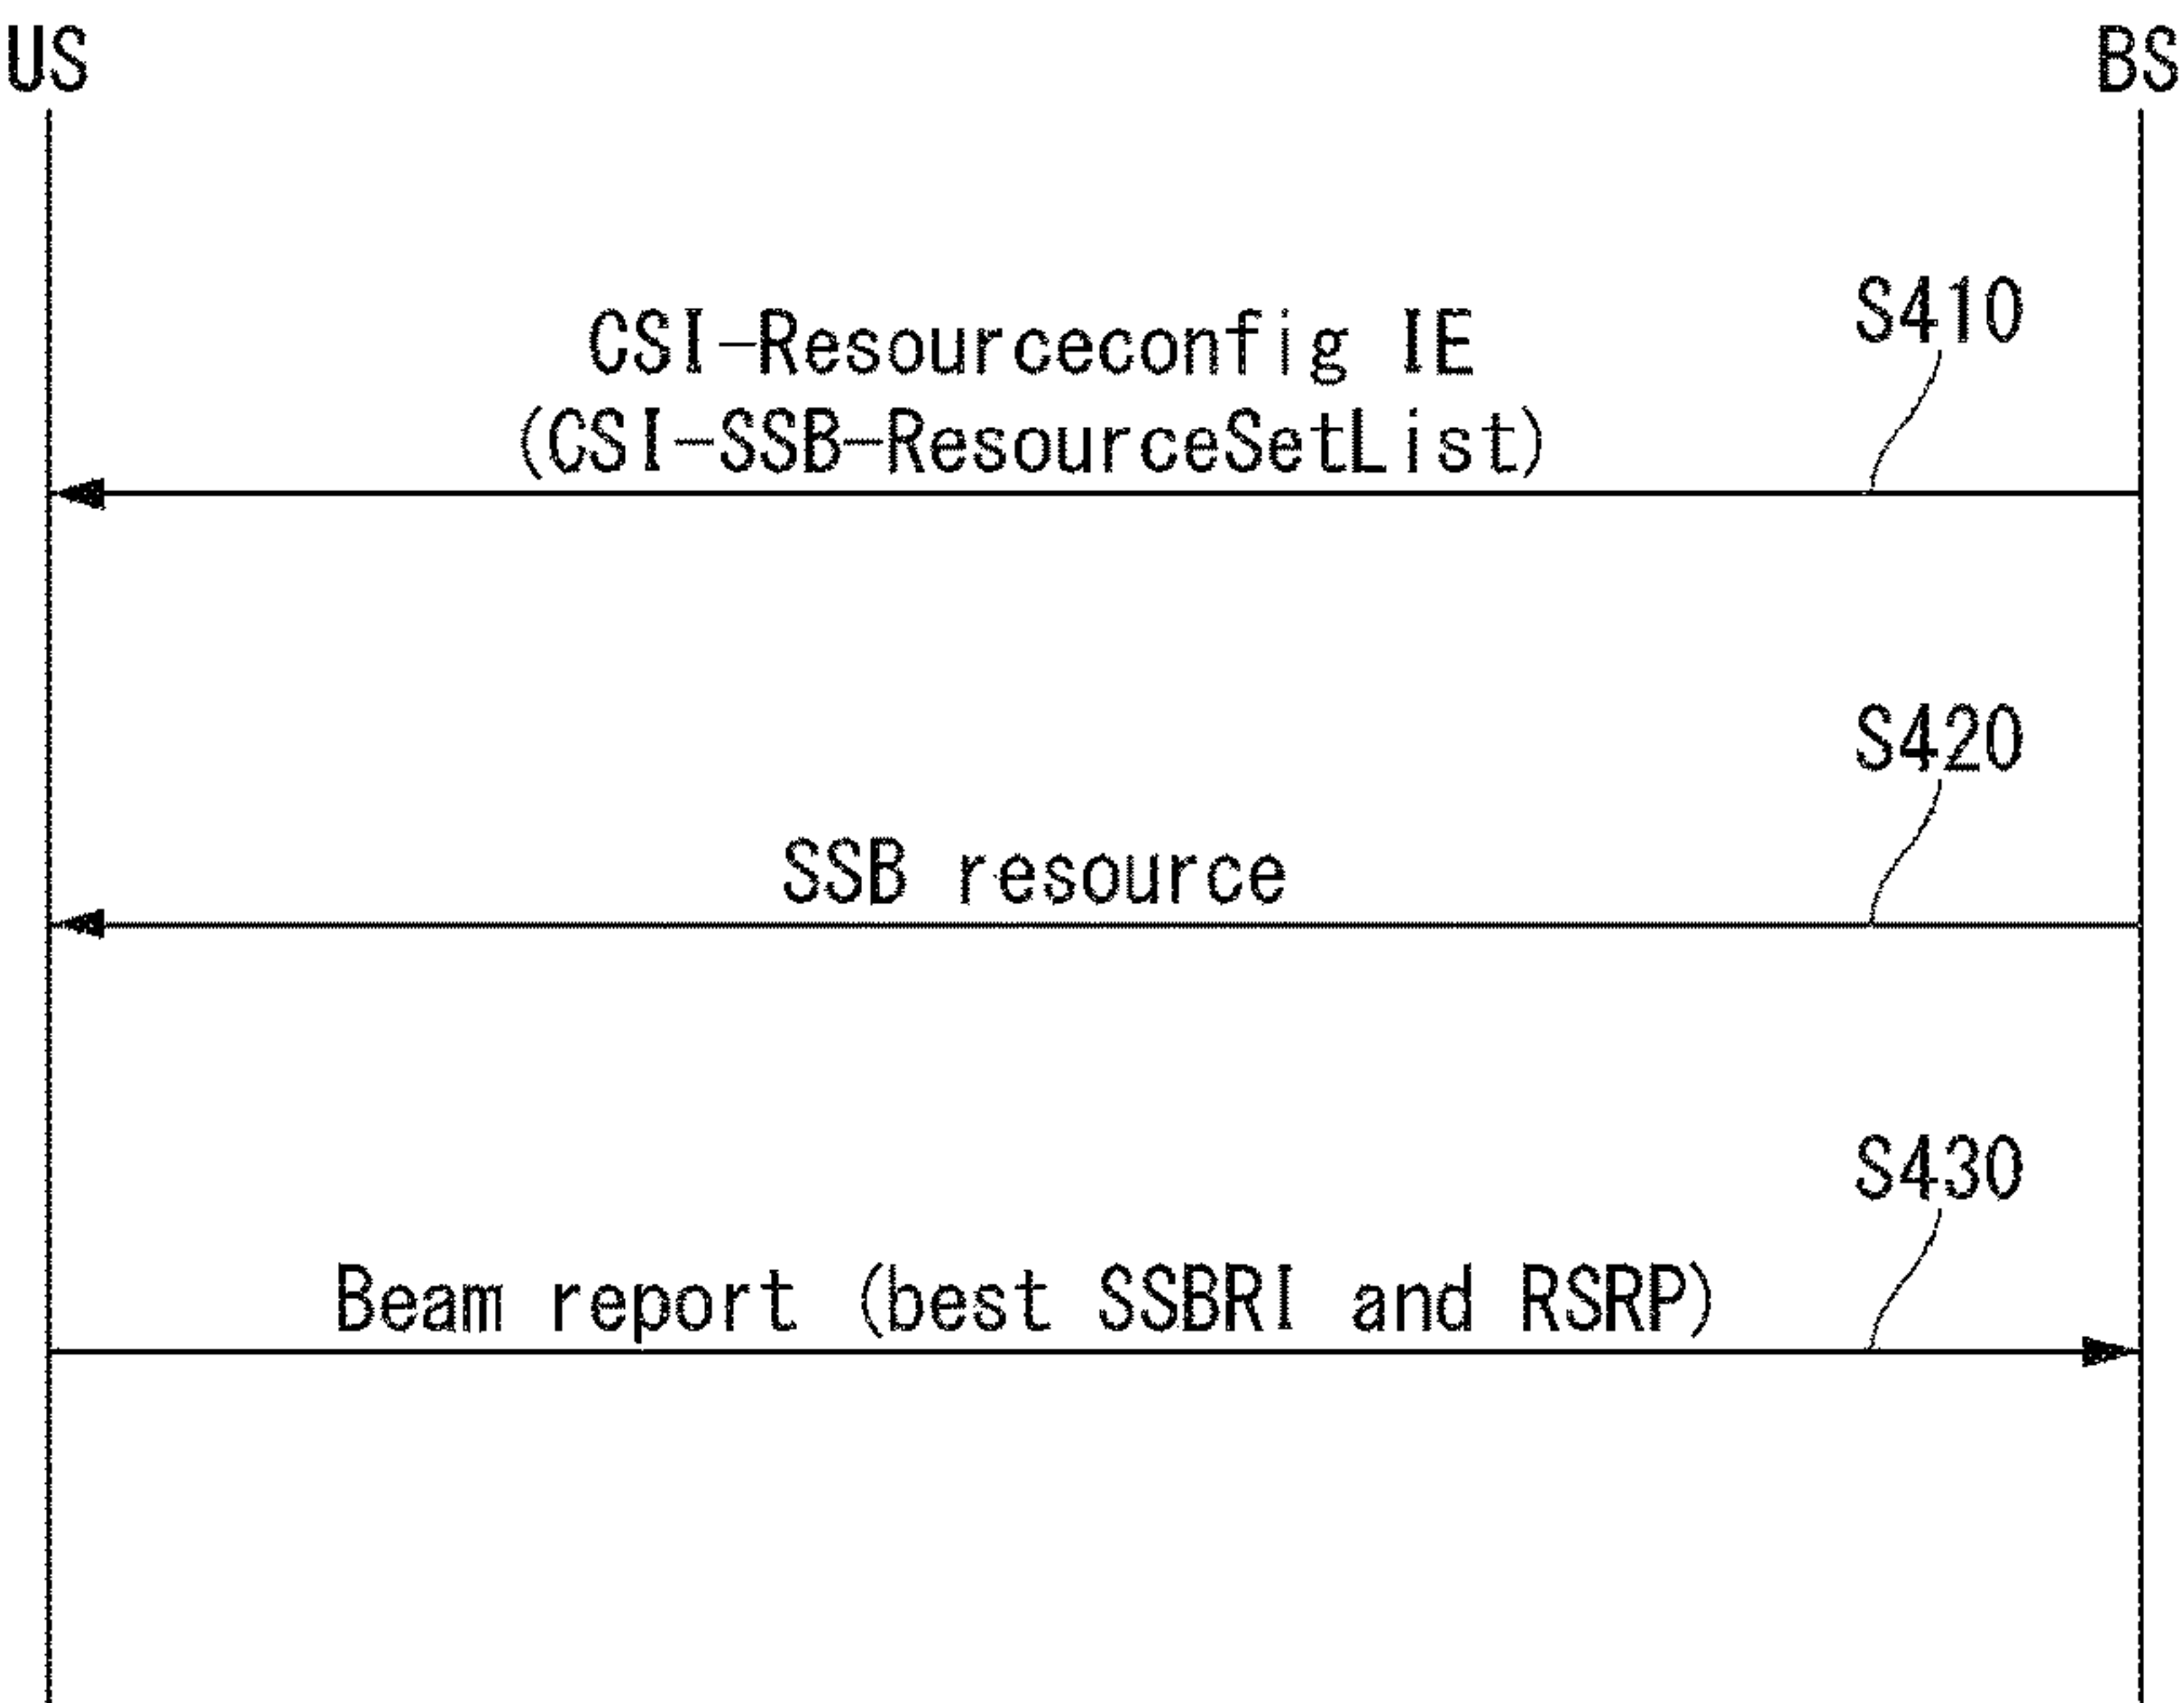 US
BS
S410
CSI-Resourceconfig IE
(CSI-SSB-ResourceSetList)
S420
SSB resource
S430
Beam report (best SSBRI and RSRP)